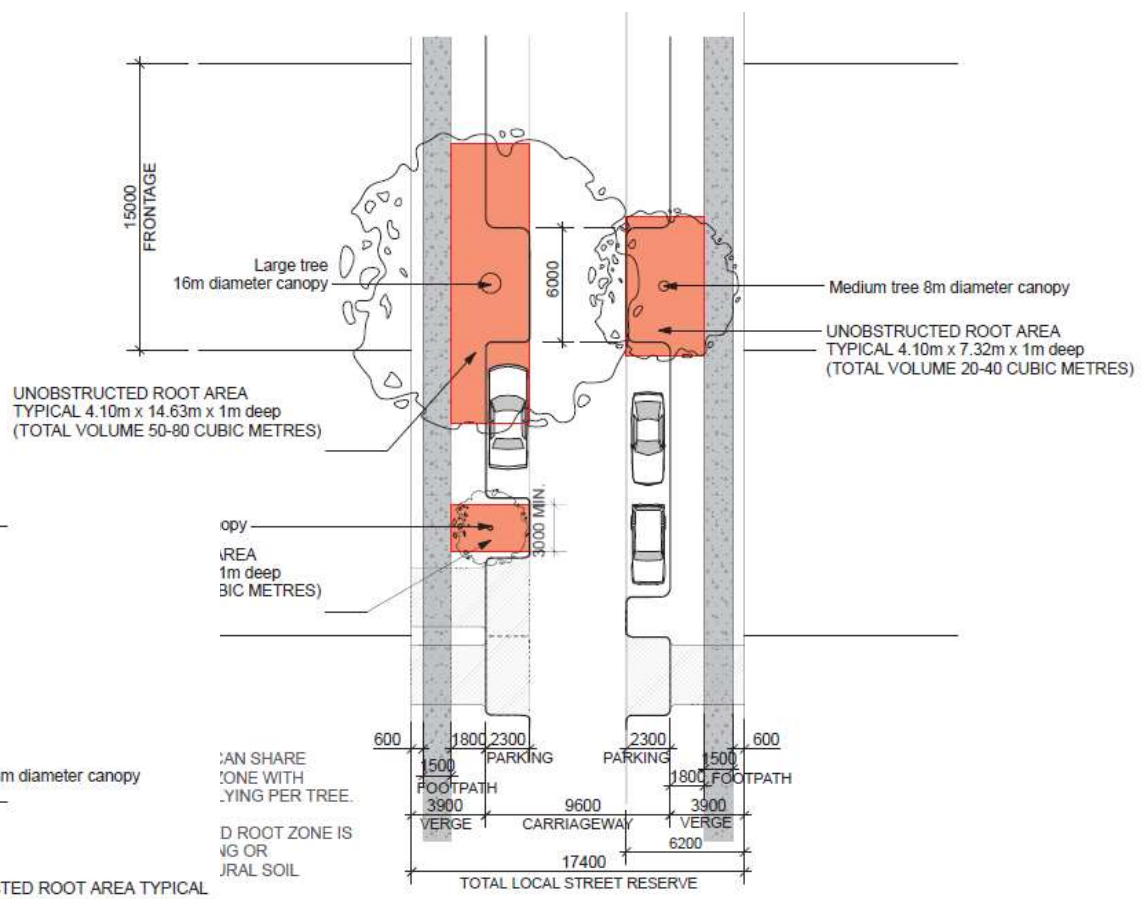 15000
FRONTAGE
Large tree
16m diameter canopy
6000
Medium tree 8m diameter canopy
UNOBSTRUCTED ROOT AREA
TYPICAL 4.10m x 7.32m x 1m deep
(TOTAL VOLUME 20-40 CUBIC METRES)
UNOBSTRUCTED ROOT AREA
TYPICAL 4.10m x 14.63m x 1m deep
(TOTAL VOLUME 50-80 CUBIC METRES)
3000 MIN.
opy
AREA
1m deep
BIC METRES)
600
1800
2300
PARKING
2300
PARKING
600
1500
FOOTPATH
1500
1800
FOOTPATH
3900
VERGE
9600
CARRIAGEWAY
3900
VERGE
6200
17400
TOTAL LOCAL STREET RESERVE
CAN SHARE
ZONE WITH
LYING PER TREE.
m diameter canopy
D ROOT ZONE IS
NG OR
URAL SOIL
CTED ROOT AREA TYPICAL